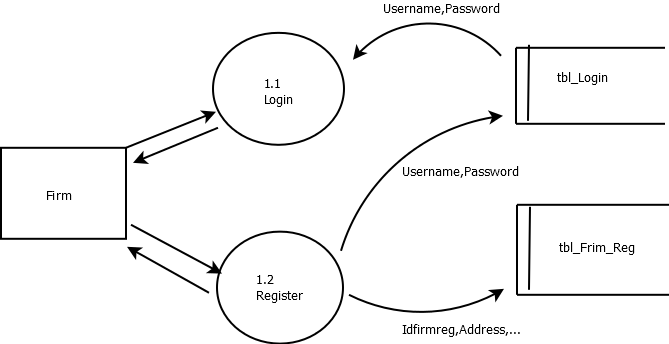 Username,Password
1.1
Login
tbl_Login
Username,Password
Firm
tbl_Frim_Reg
1.2
Register
Idfirmreg,Address,...